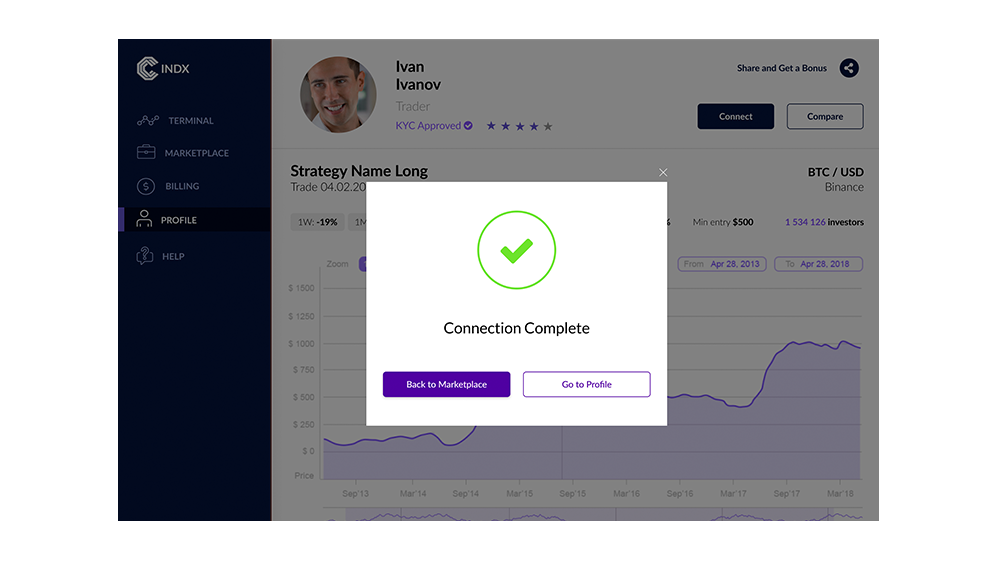 INDX
TERMINAL
MARKETPLACE
BILLING
PROFILE
HELP
Ivan
Ivanov
Trader
KYC Approved
Share and Get a Bonus
Connect
Compare
Strategy Name Long
Trade 04.02.20
BTC / USD
Binance
1W: -19%
1M
%
Min entry $500
1 534 126 investors
Zoom
From Apr 28, 2013
To Apr 28, 2018
$ 1500
$ 1250
$ 1000
$ 750
$ 500
$ 250
$ 0
Price
Connection Complete
Back to Marketplace
Go to Profile
Sep'13 Mar'14 Sep'14 Mar'15 Sep'15 Mar'16 Sep'16 Mar'17 Sep'17 Mar'18